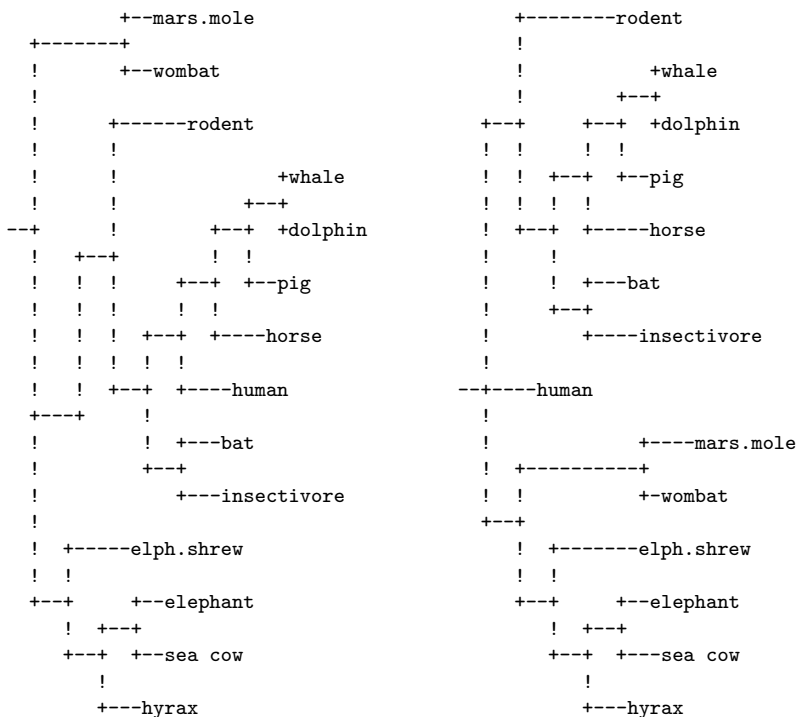 mars.mole rodent
wombat whale
rodent dolphin
whale pig
dolphin horse
pig bat
horse insectivore
human human
bat mars.mole
insectivore wombat
elph.shrew elph.shrew
elephant elephant
sea cow sea cow
hyrax hyrax